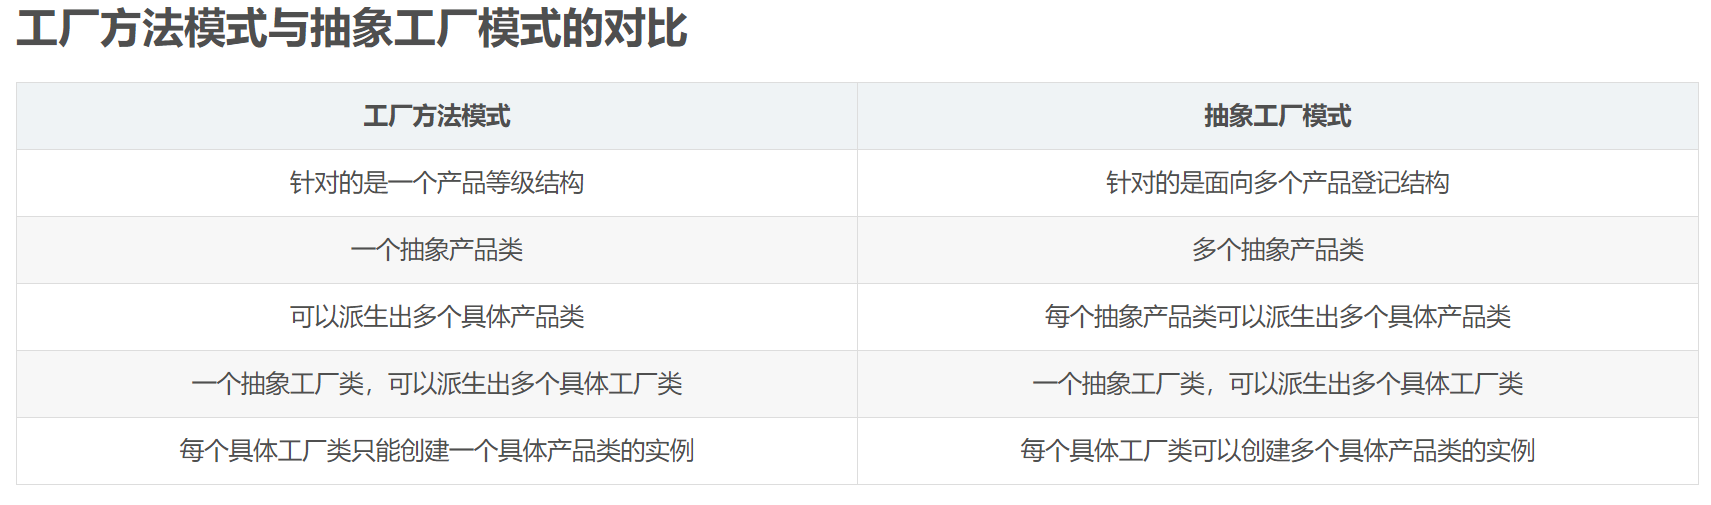 工厂方法模式与抽象工厂模式的对比
工厂方法模式 抽象工厂模式
针对的是一个产品等级结构 针对的是面向多个产品登记结构
一个抽象产品类 多个抽象产品类
可以派生出多个具体产品类 每个抽象产品类可以派生出多个具体产品类
一个抽象工厂类，可以派生出多个具体工厂类 一个抽象工厂类，可以派生出多个具体工厂类
每个具体工厂类只能创建一个具体产品类的实例 每个具体工厂类可以创建多个具体产品类的实例